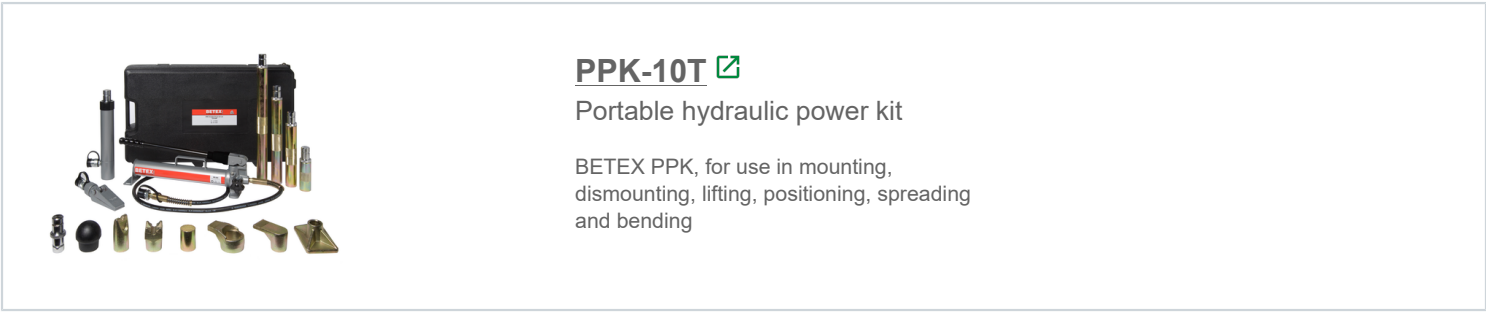 PPK-10T
Portable hydraulic power kit
BETEX PPK, for use in mounting,
dismounting, lifting, positioning, spreading
and bending
BETEX
BETEX